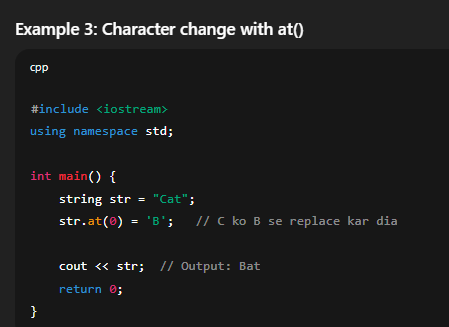 Example 3: Character change with at()
cpp
#include <iostream>
using namespace std;
int main() {
string str = "Cat";
str.at(0) = 'B';   // C ko B se replace kar dia
cout << str;  // Output: Bat
return 0;
}